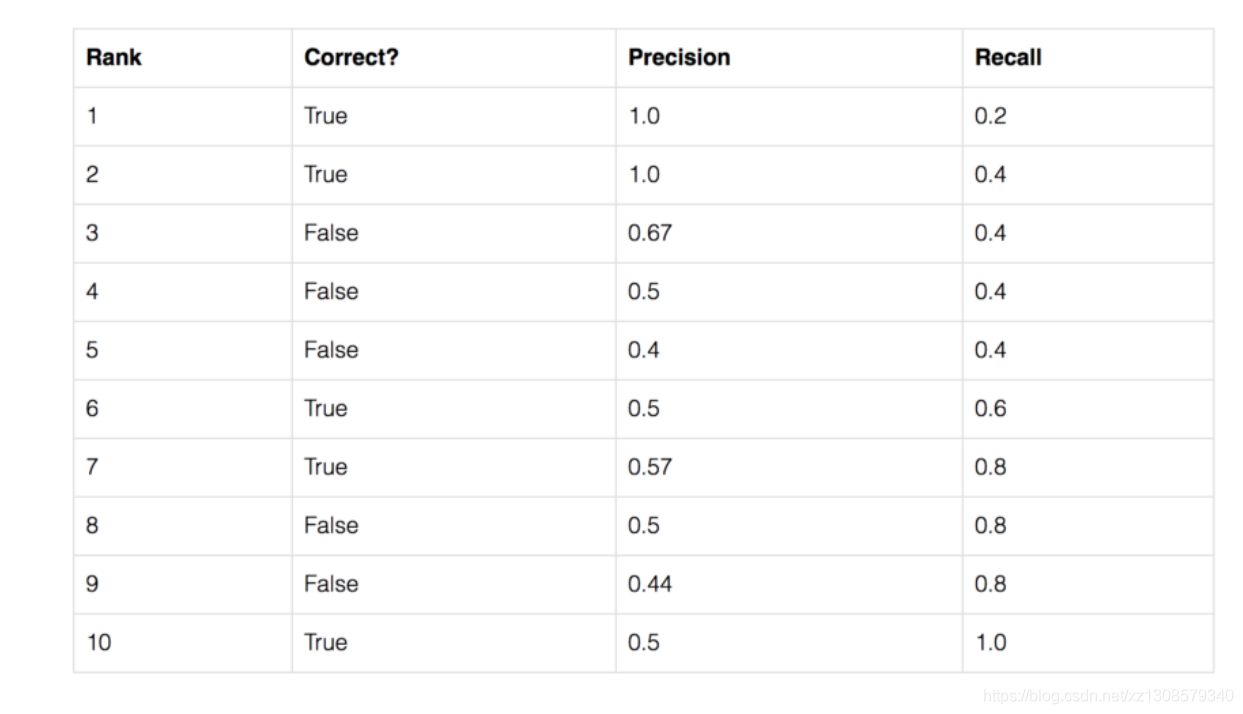 Rank Correct? Precision Recall
1 True 1.0 0.2
2 True 1.0 0.4
3 False 0.67 0.4
4 False 0.5 0.4
5 False 0.4 0.4
6 True 0.5 0.6
7 True 0.57 0.8
8 False 0.5 0.8
9 False 0.44 0.8
10 True 0.5 1.0
https://blog.csdn.net/xz1308579340